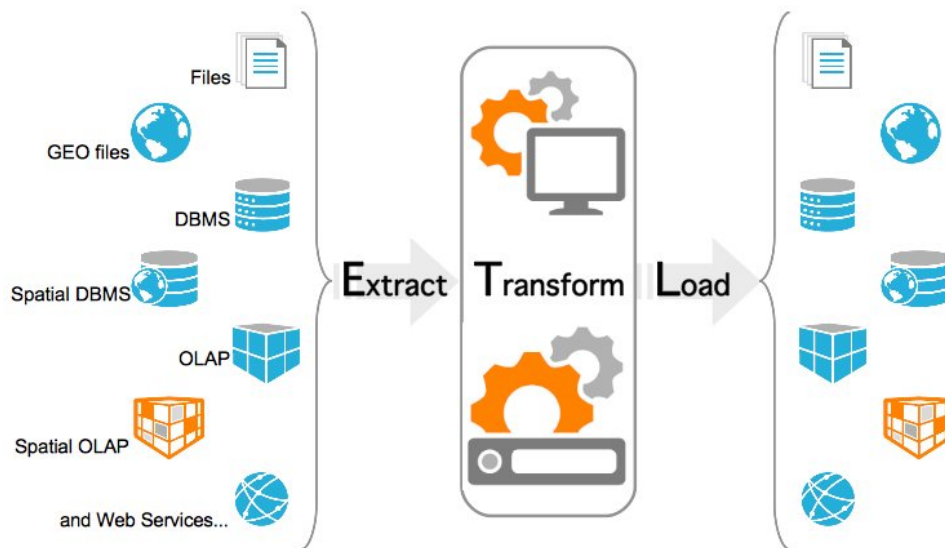 Files
GEO files
DBMS
Spatial DBMS
Extract Transform Load
OLAP
Spatial OLAP
and Web Services...